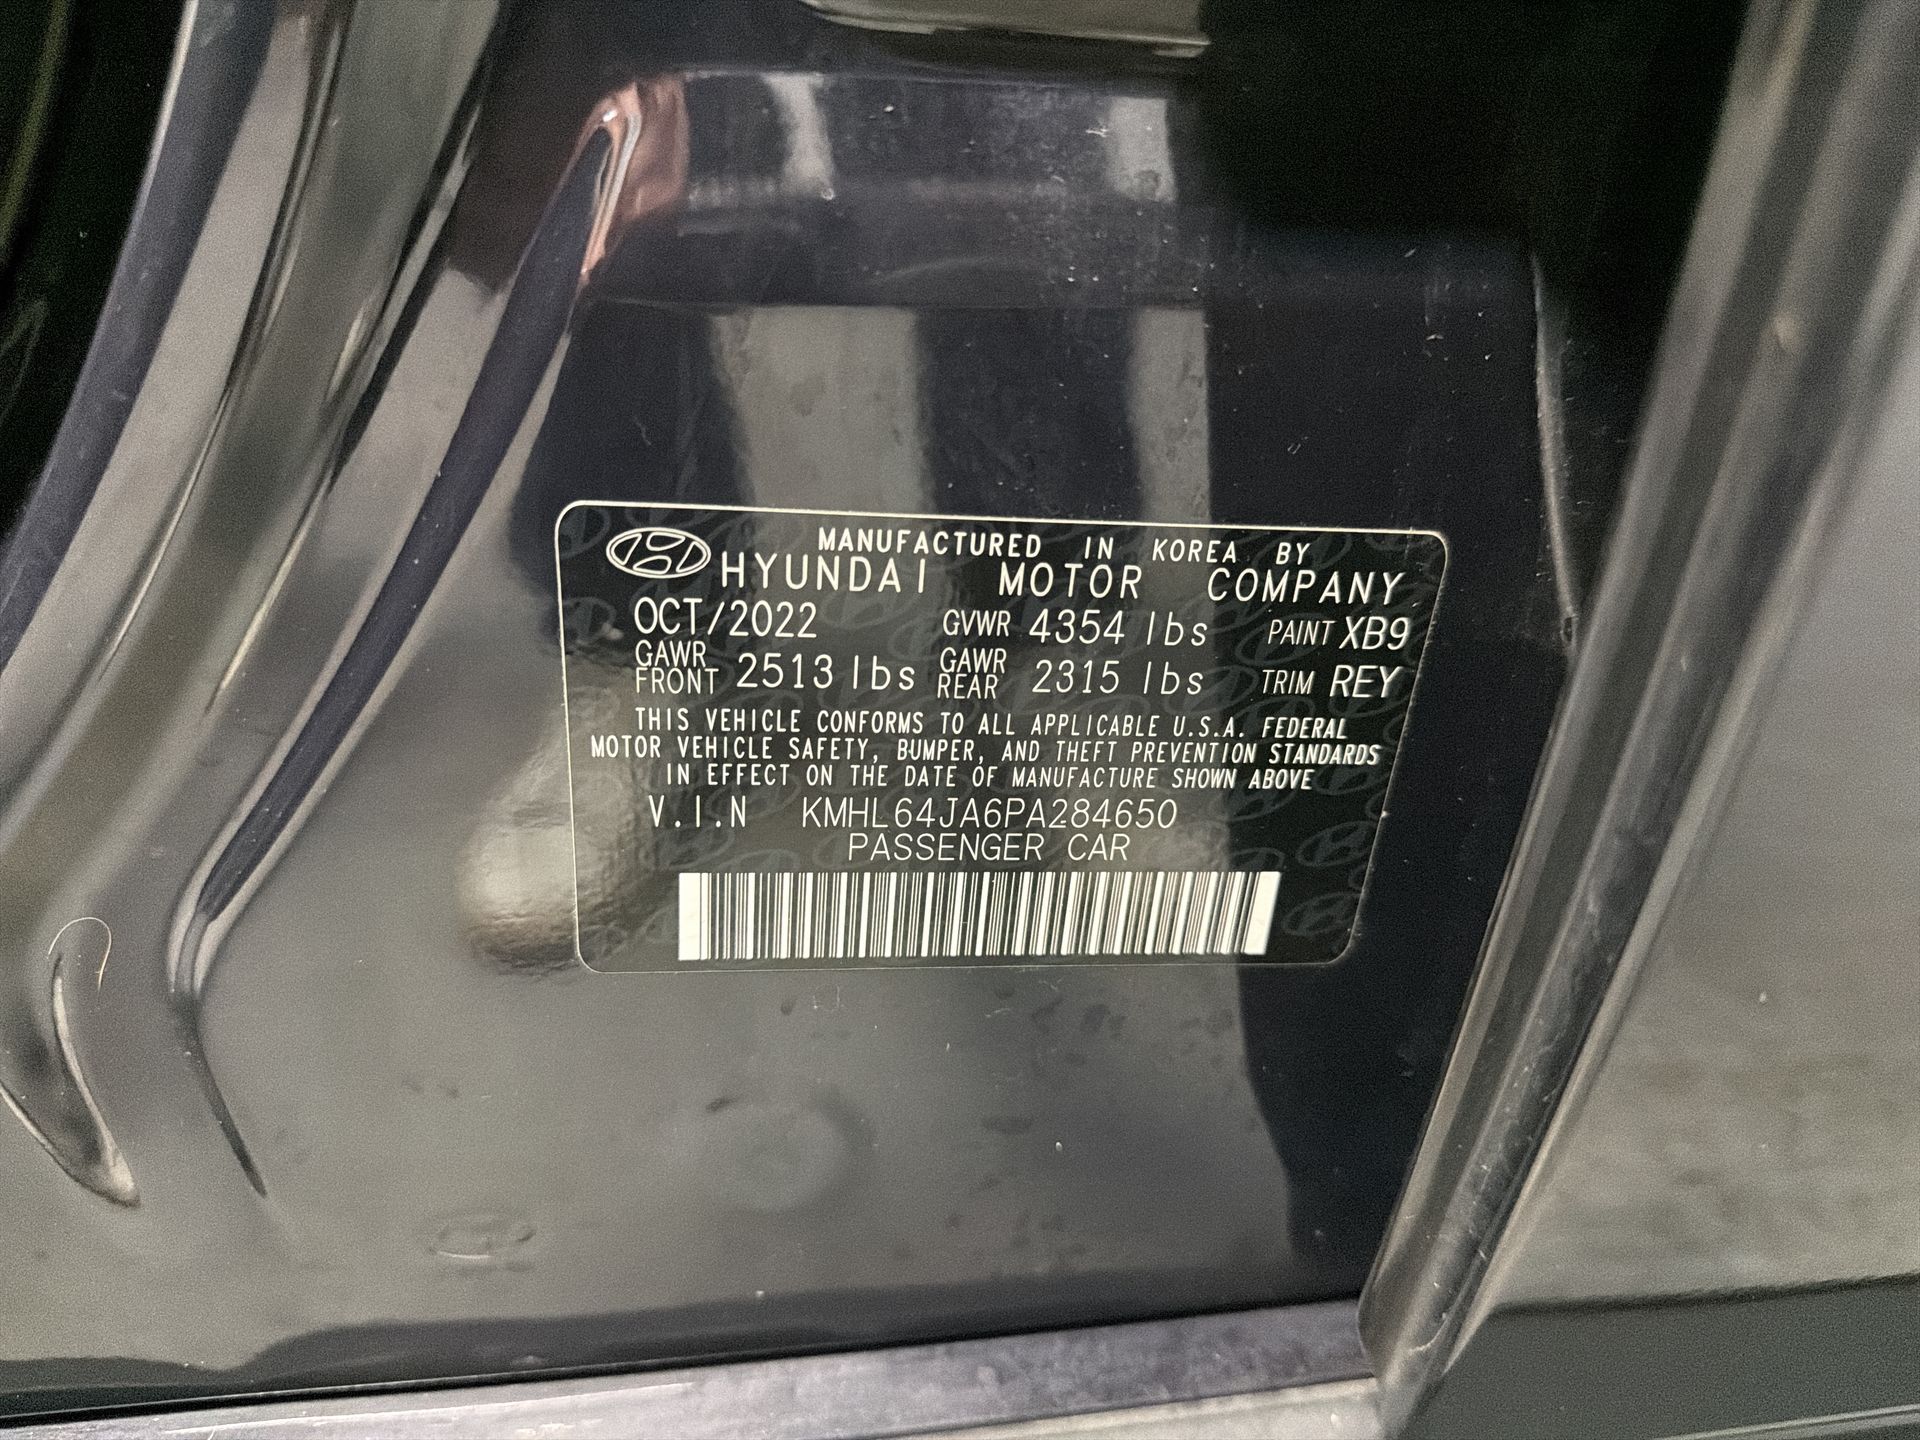 MANUFACTURED IN KOREA BY
HYUNDAI MOTOR COMPANY
OCT/2022 GVWR 4354 lbs PAINT XB9
GAWR FRONT 2513 lbs GAWR REAR 2315 lbs TRIM REY
THIS VEHICLE CONFORMS TO ALL APPLICABLE U.S.A. FEDERAL
MOTOR VEHICLE SAFETY, BUMPER, AND THEFT PREVENTION STANDARDS
IN EFFECT ON THE DATE OF MANUFACTURE SHOWN ABOVE
V.I.N KMHL64JA6PA284650
PASSENGER CAR